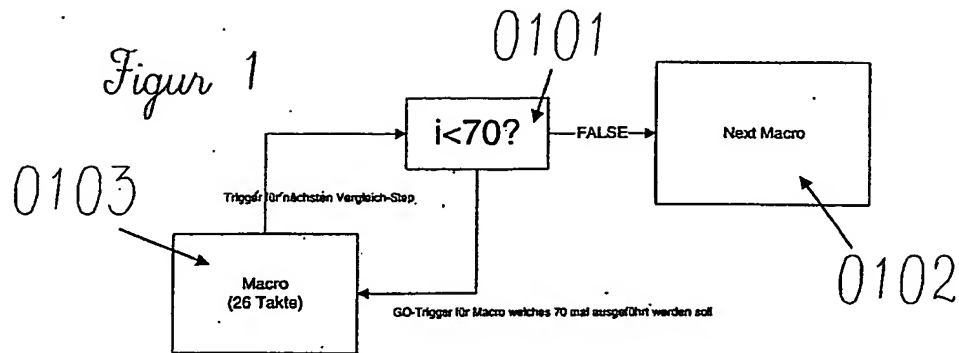 Figur 1
0101
i<70?
FALSE
Next Macro
0103
Trigger für nächsten Vergleich-Step
Macro
(26 Takte)
0102
GO-Trigger für Macro welches 70 mal ausgeführt werden soll